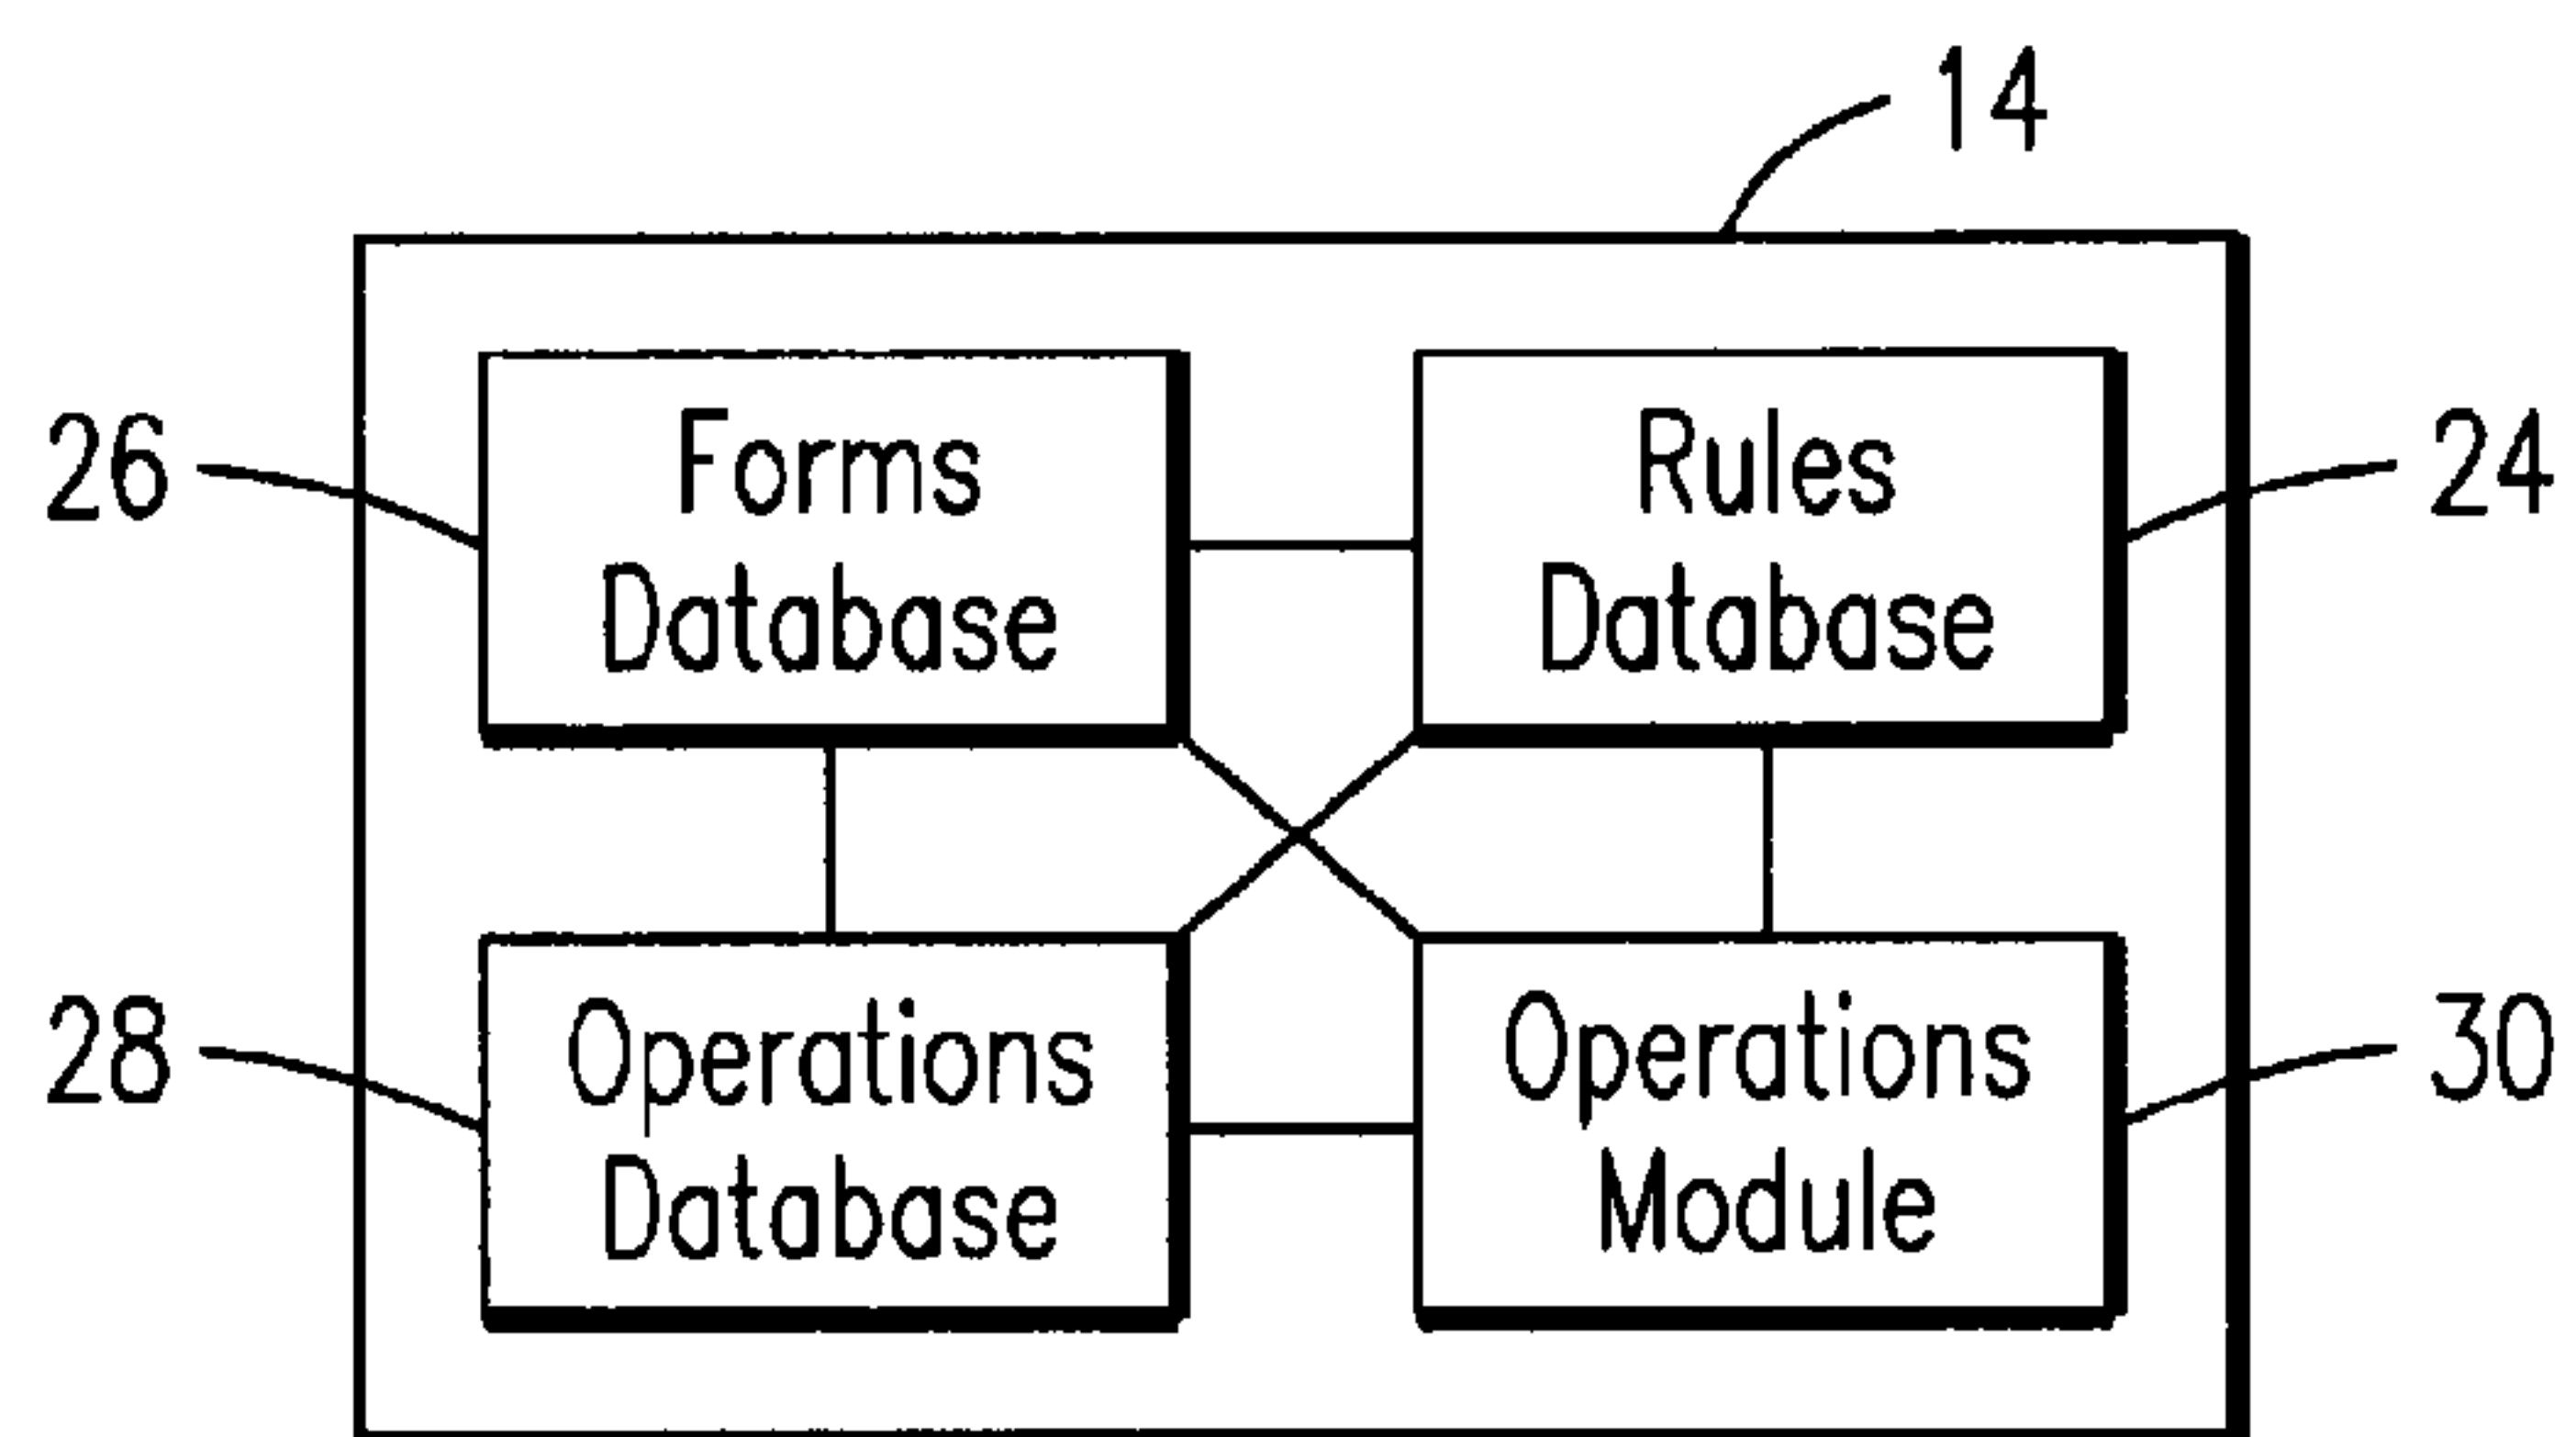 14
26
Forms
Database
Rules
Database
24
28
Operations
Database
Operations
Module
30